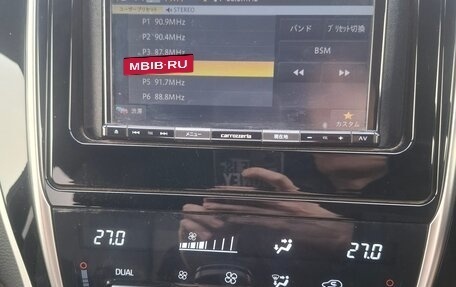 ユーザープリセット STEREO
P1 90.9MHz
P2 90.4MHz
P3 87.8MHz
MBIB·RU
P5 91.7MHz
P6 88.8MHz
バンド プリセット切換
BSM
カスタム
メニュー carrozzeria 現在地 AV
27.0 27.0
DUAL